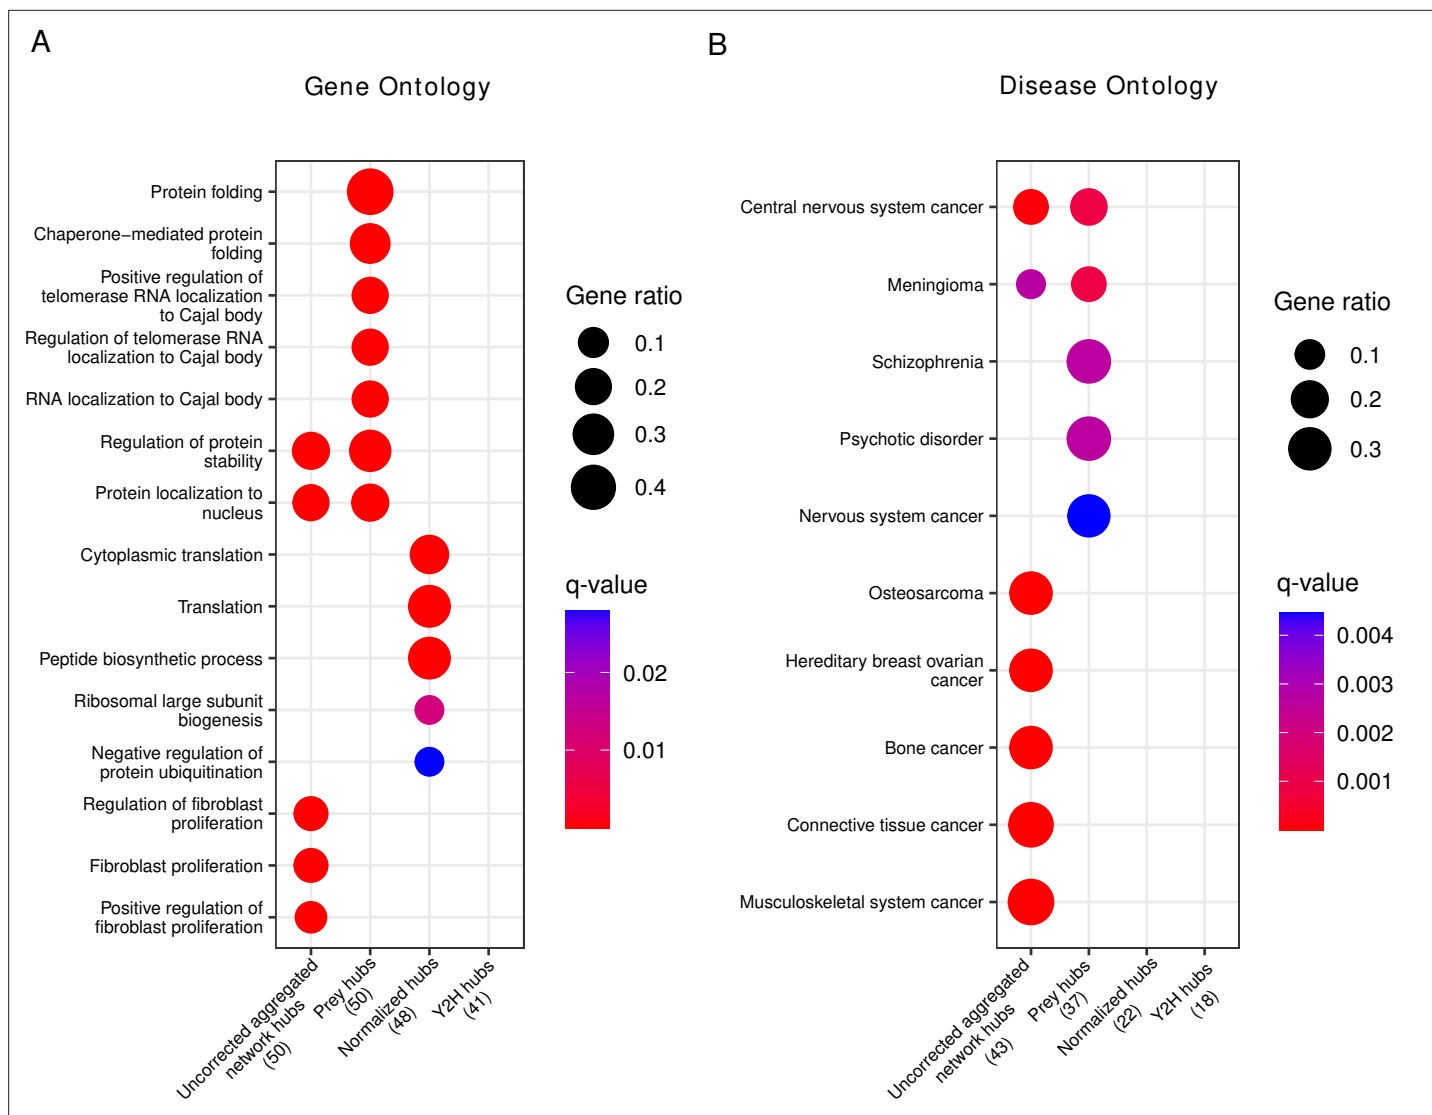 A
Gene Ontology
Protein folding
Chaperone−mediated protein
folding
Positive regulation of
telomerase RNA localization
to Cajal body
Regulation of telomerase RNA
localization to Cajal body
RNA localization to Cajal body
Regulation of protein
stability
Protein localization to
nucleus
Cytoplasmic translation
Translation
Peptide biosynthetic process
Ribosomal large subunit
biogenesis
Negative regulation of
protein ubiquitination
Regulation of fibroblast
proliferation
Fibroblast proliferation
Positive regulation of
fibroblast proliferation
Uncorrected aggregated
network hubs
(50)
Prey hubs
(50)
Normalized hubs
(48)
Y2H hubs
(41)
Gene ratio
0.1
0.2
0.3
0.4
q-value
0.02
0.01
B
Disease Ontology
Central nervous system cancer
Meningioma
Schizophrenia
Psychotic disorder
Nervous system cancer
Osteosarcoma
Hereditary breast ovarian
cancer
Bone cancer
Connective tissue cancer
Musculoskeletal system cancer
Uncorrected aggregated
network hubs
(43)
Prey hubs
(37)
Normalized hubs
(22)
Y2H hubs
(18)
Gene ratio
0.1
0.2
0.3
q-value
0.004
0.003
0.002
0.001